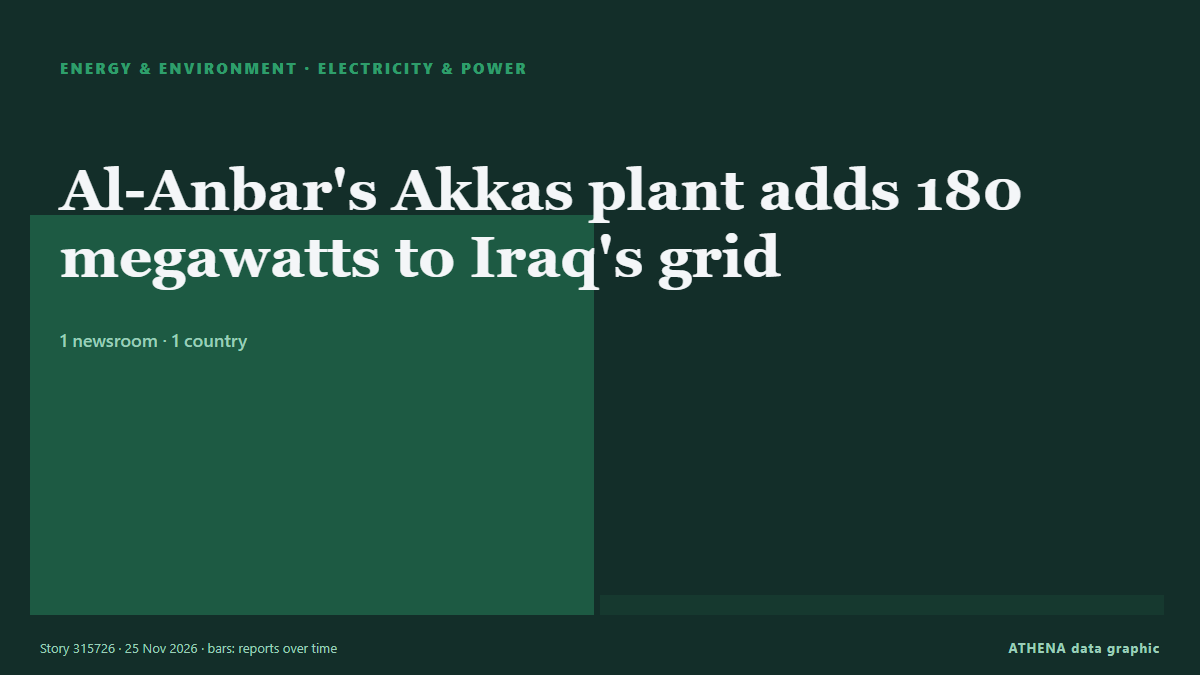 ENERGY & ENVIRONMENT · ELECTRICITY & POWER
Al-Anbar's Akkas plant adds 180
megawatts to Iraq's grid
1 newsroom · 1 country
Story 315726 · 25 Nov 2026 · bars: reports over time
ATHENA data graphic